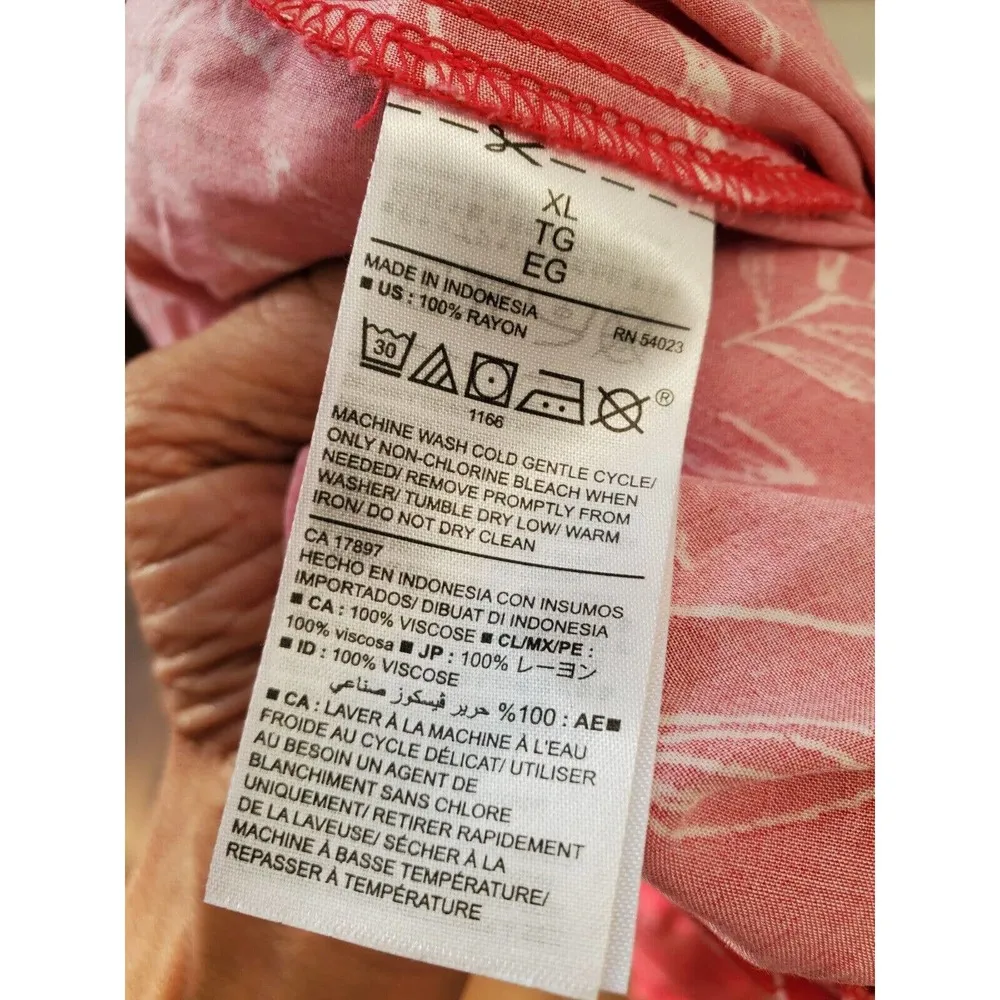 XL
TG
EG
MADE IN INDONESIA
■ US : 100% RAYON
RN 54023
30
®
1166
MACHINE WASH COLD GENTLE CYCLE/
ONLY NON-CHLORINE BLEACH WHEN
NEEDED/ REMOVE PROMPTLY FROM
WASHER/ TUMBLE DRY LOW/ WARM
IRON/ DO NOT DRY CLEAN
CA 17897
HECHO EN INDONESIA CON INSUMOS
IMPORTADOS/ DIBUAT DI INDONESIA
■ CA : 100% VISCOSE ■ CL/MX/PE :
100% viscosa ■ JP : 100% レーヨン
■ ID : 100% VISCOSE
■AE : 100% حرير ڤيسكوز صناعي
■ CA : LAVER À LA MACHINE À L'EAU
FROIDE AU CYCLE DÉLICAT/ UTILISER
AU BESOIN UN AGENT DE
BLANCHIMENT SANS CHLORE
UNIQUEMENT/ RETIRER RAPIDEMENT
DE LA LAVEUSE/ SÉCHER À LA
MACHINE À BASSE TEMPÉRATURE/
REPASSER À TEMPÉRATURE